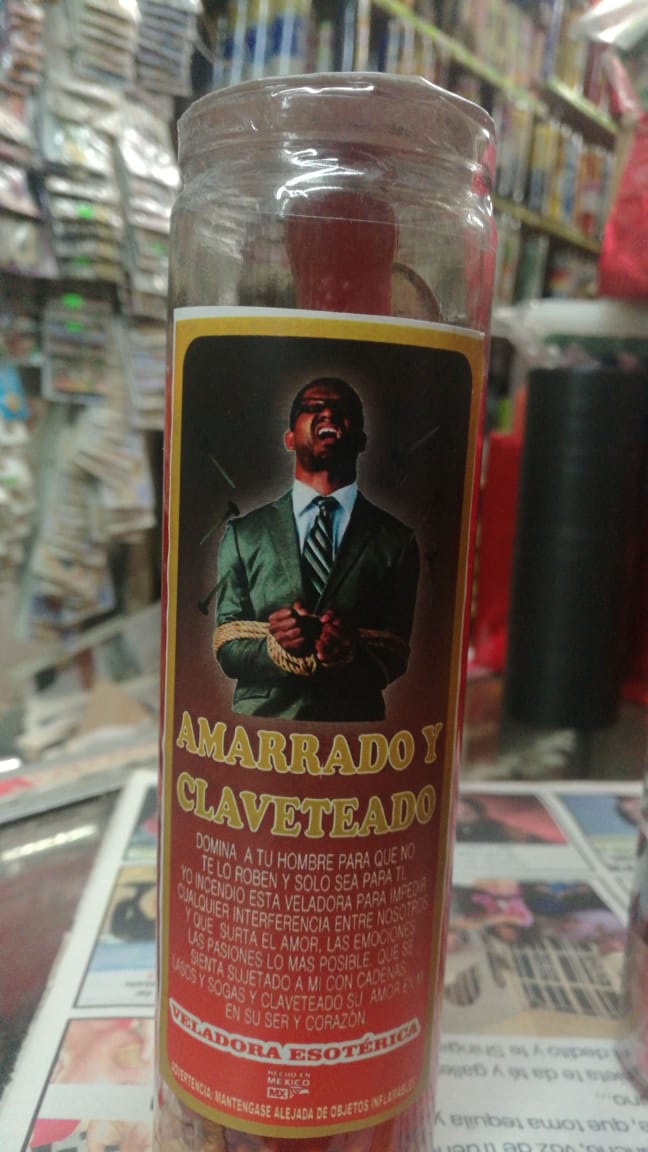 AMARRADO Y
CLAVETEADO
DOMINA A TU HOMBRE PARA QUE NO
TE LO ROBEN Y SOLO SEA PARA TI.
YO INCENDIO ESTA VELADORA PARA IMPEDIR
CUALQUIER INTERFERENCIA ENTRE NOSOTROS
Y QUE SURTA EL AMOR, LAS EMOCIONES
LAS PASIONES LO MAS POSIBLE. QUE SE
SIENTA SUJETADO A MI CON CADENAS,
LASOS Y SOGAS Y CLAVETEADO SU AMOR EN MI
EN SU SER Y CORAZÓN
VELADORA ESOTÉRICA
HECHO EN
MEXICO
MX
ADVERTENCIA: MANTENGASE ALEJADA DE OBJETOS INFLAMABLES